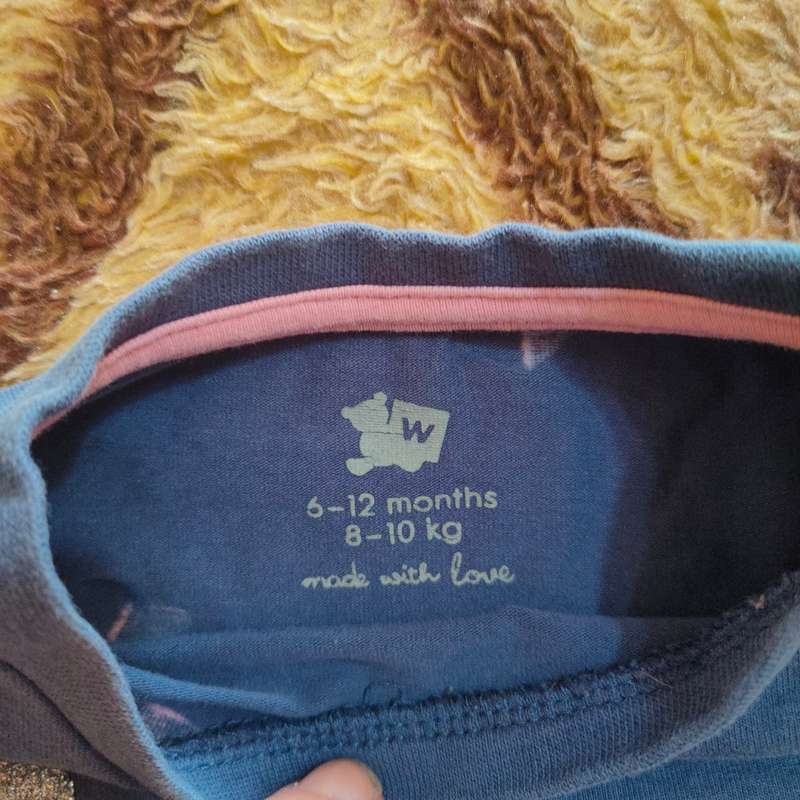 W
6-12 months
8-10 kg
made with love